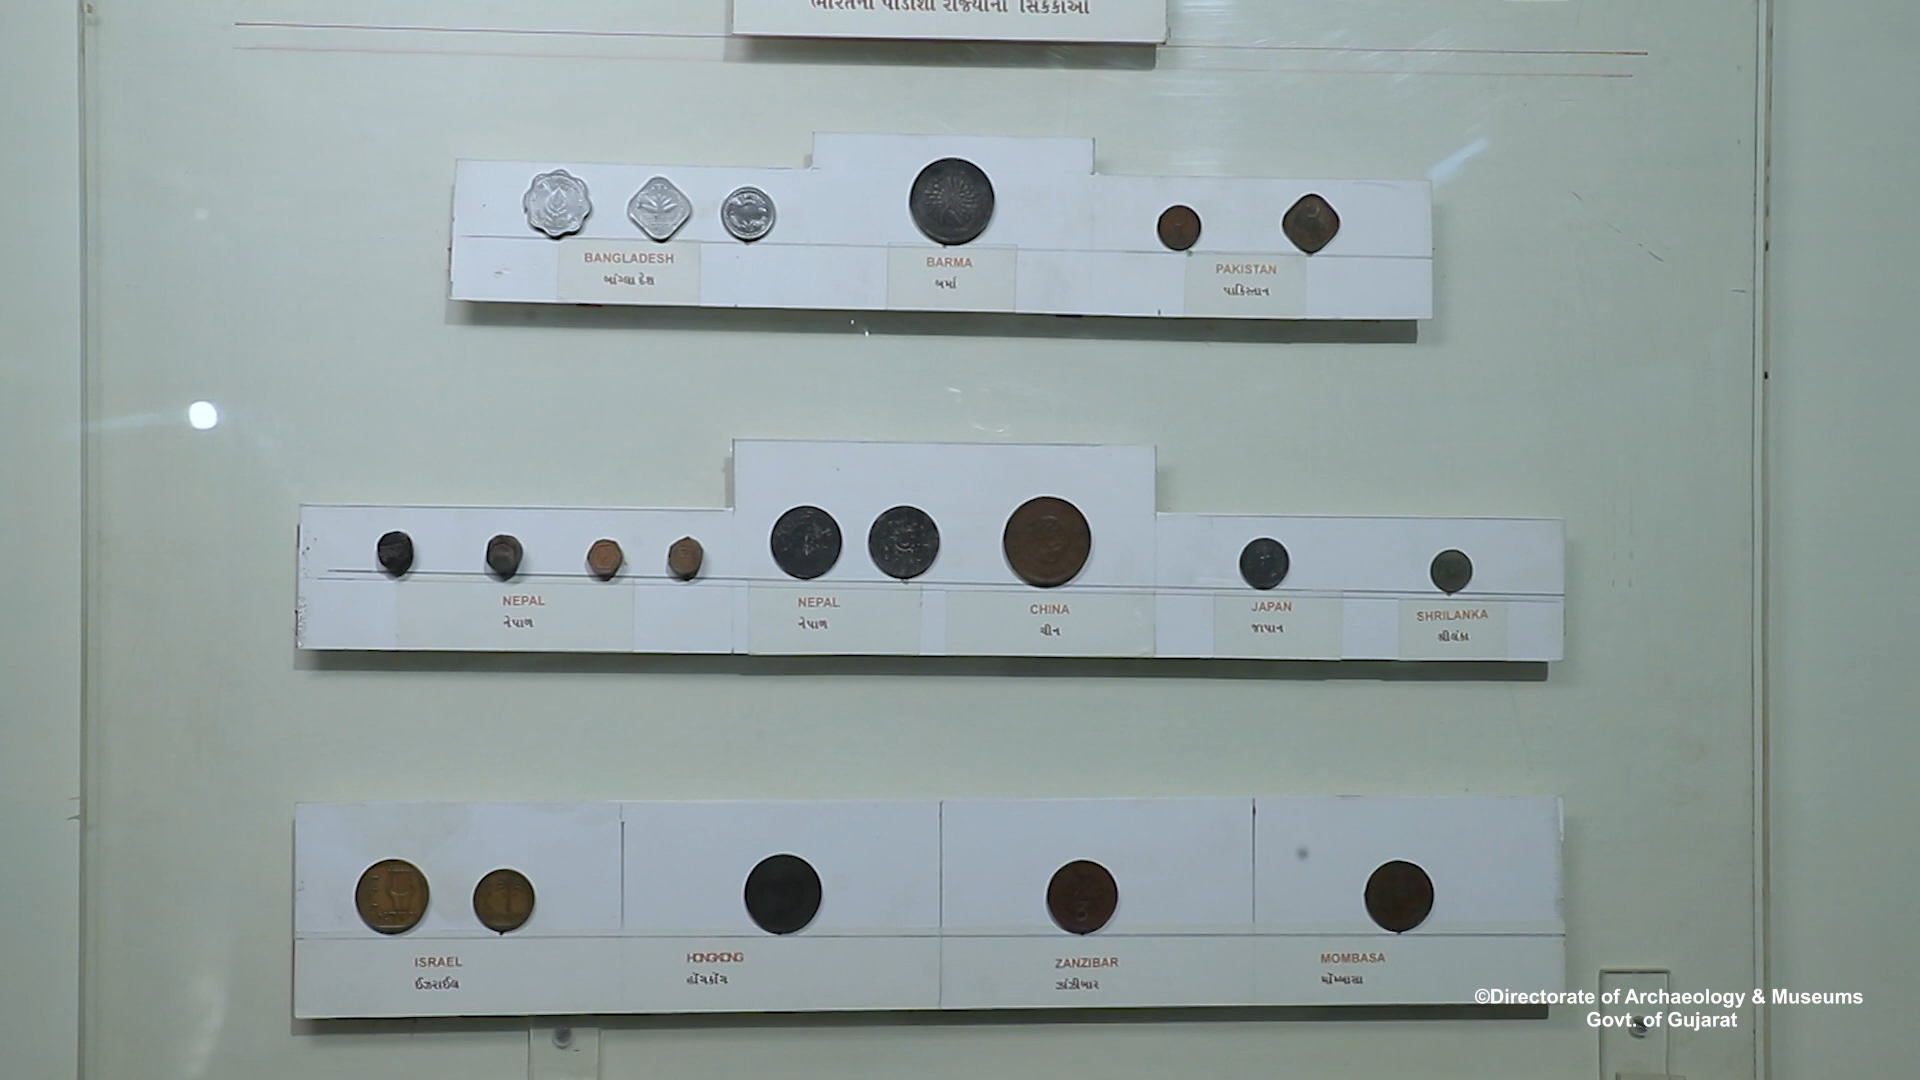 ભારતના પાડોશી રાજ્યોના સિક્કાઓ
BANGLADESH
બાંગ્લા દેશ
BARMA
બર્મા
PAKISTAN
પાકિસ્તાન
NEPAL
નેપાળ
NEPAL
નેપાળ
CHINA
ચીન
JAPAN
જાપાન
SHRILANKA
શ્રીલંકા
ISRAEL
ઈઝરાઈલ
HONGKONG
હોંગકોંગ
ZANZIBAR
ઝાંઝીબાર
MOMBASA
મોમ્બાસા
©Directorate of Archaeology & Museums
Govt. of Gujarat